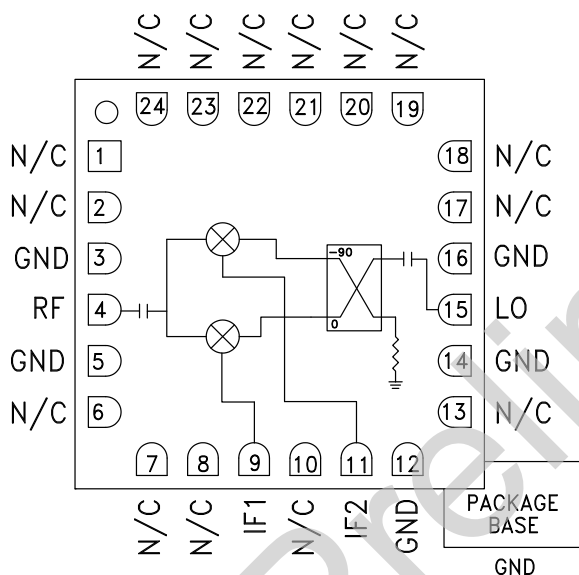 N/C N/C N/C N/C N/C N/C
24 23 22 21 20 19
N/C 1 18 N/C
N/C 2 17 N/C
GND 3 -90 16 GND
RF 4 0 15 LO
GND 5 14 GND
N/C 6 13 N/C
7 8 9 10 11 12
N/C N/C IF1 N/C IF2 GND
PACKAGE
BASE
GND
Prelin